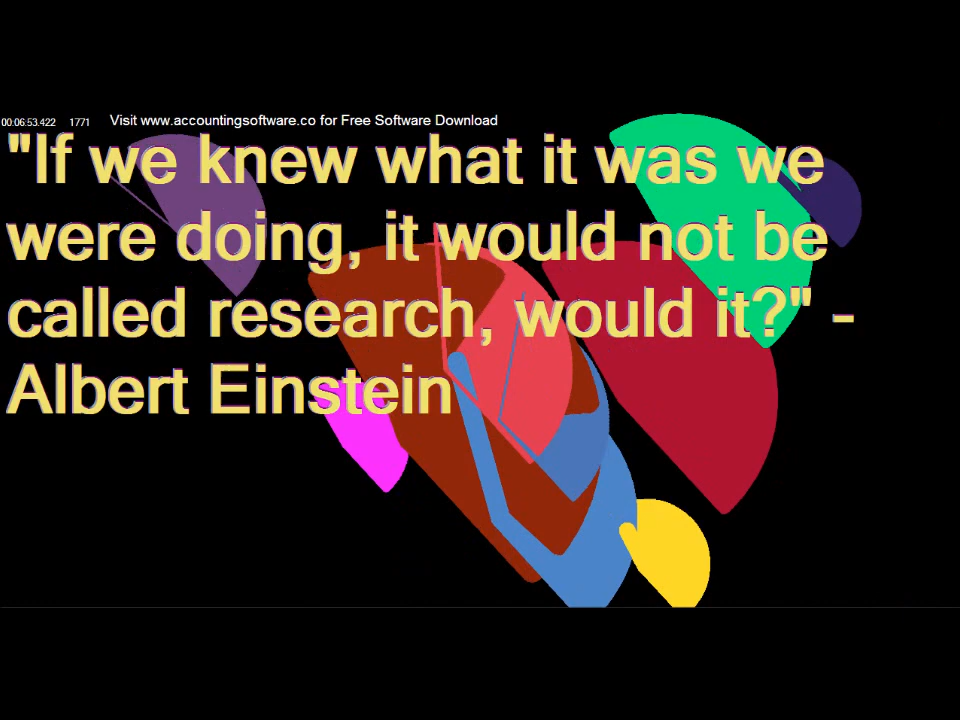 00:06:53.422 1771 Visit www.accountingsoftware.co for Free Software Download
"If we knew what it was we
were doing, it would not be
called research, would it?" -
Albert Einstein